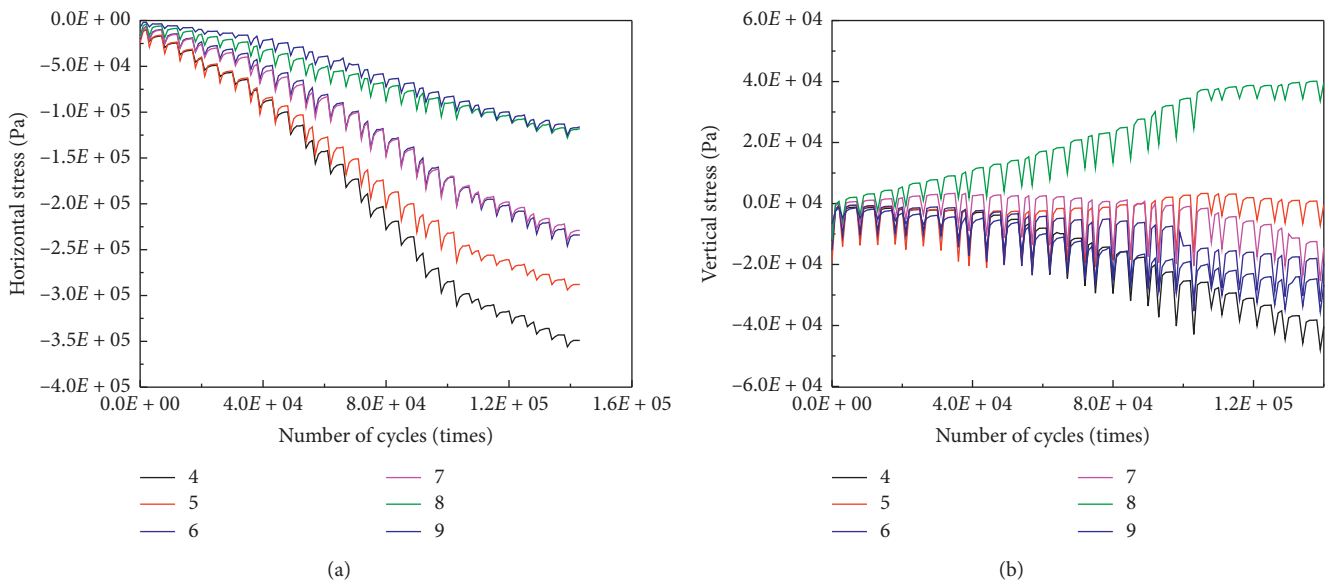 0.0E + 00
–5.0E + 04
–1.0E + 05
–1.5E + 05
–2.0E + 05
–2.5E + 05
–3.0E + 05
–3.5E + 05
–4.0E + 05
Horizontal stress (Pa)
0.0E + 00 4.0E + 04 8.0E + 04 1.2E + 05 1.6E + 05
Number of cycles (times)
4 7
5 8
6 9
(a)
6.0E + 04
4.0E + 04
2.0E + 04
0.0E + 00
–2.0E + 04
–4.0E + 04
–6.0E + 04
Vertical stress (Pa)
0.0E + 00 4.0E + 04 8.0E + 04 1.2E + 05
Number of cycles (times)
4 7
5 8
6 9
(b)